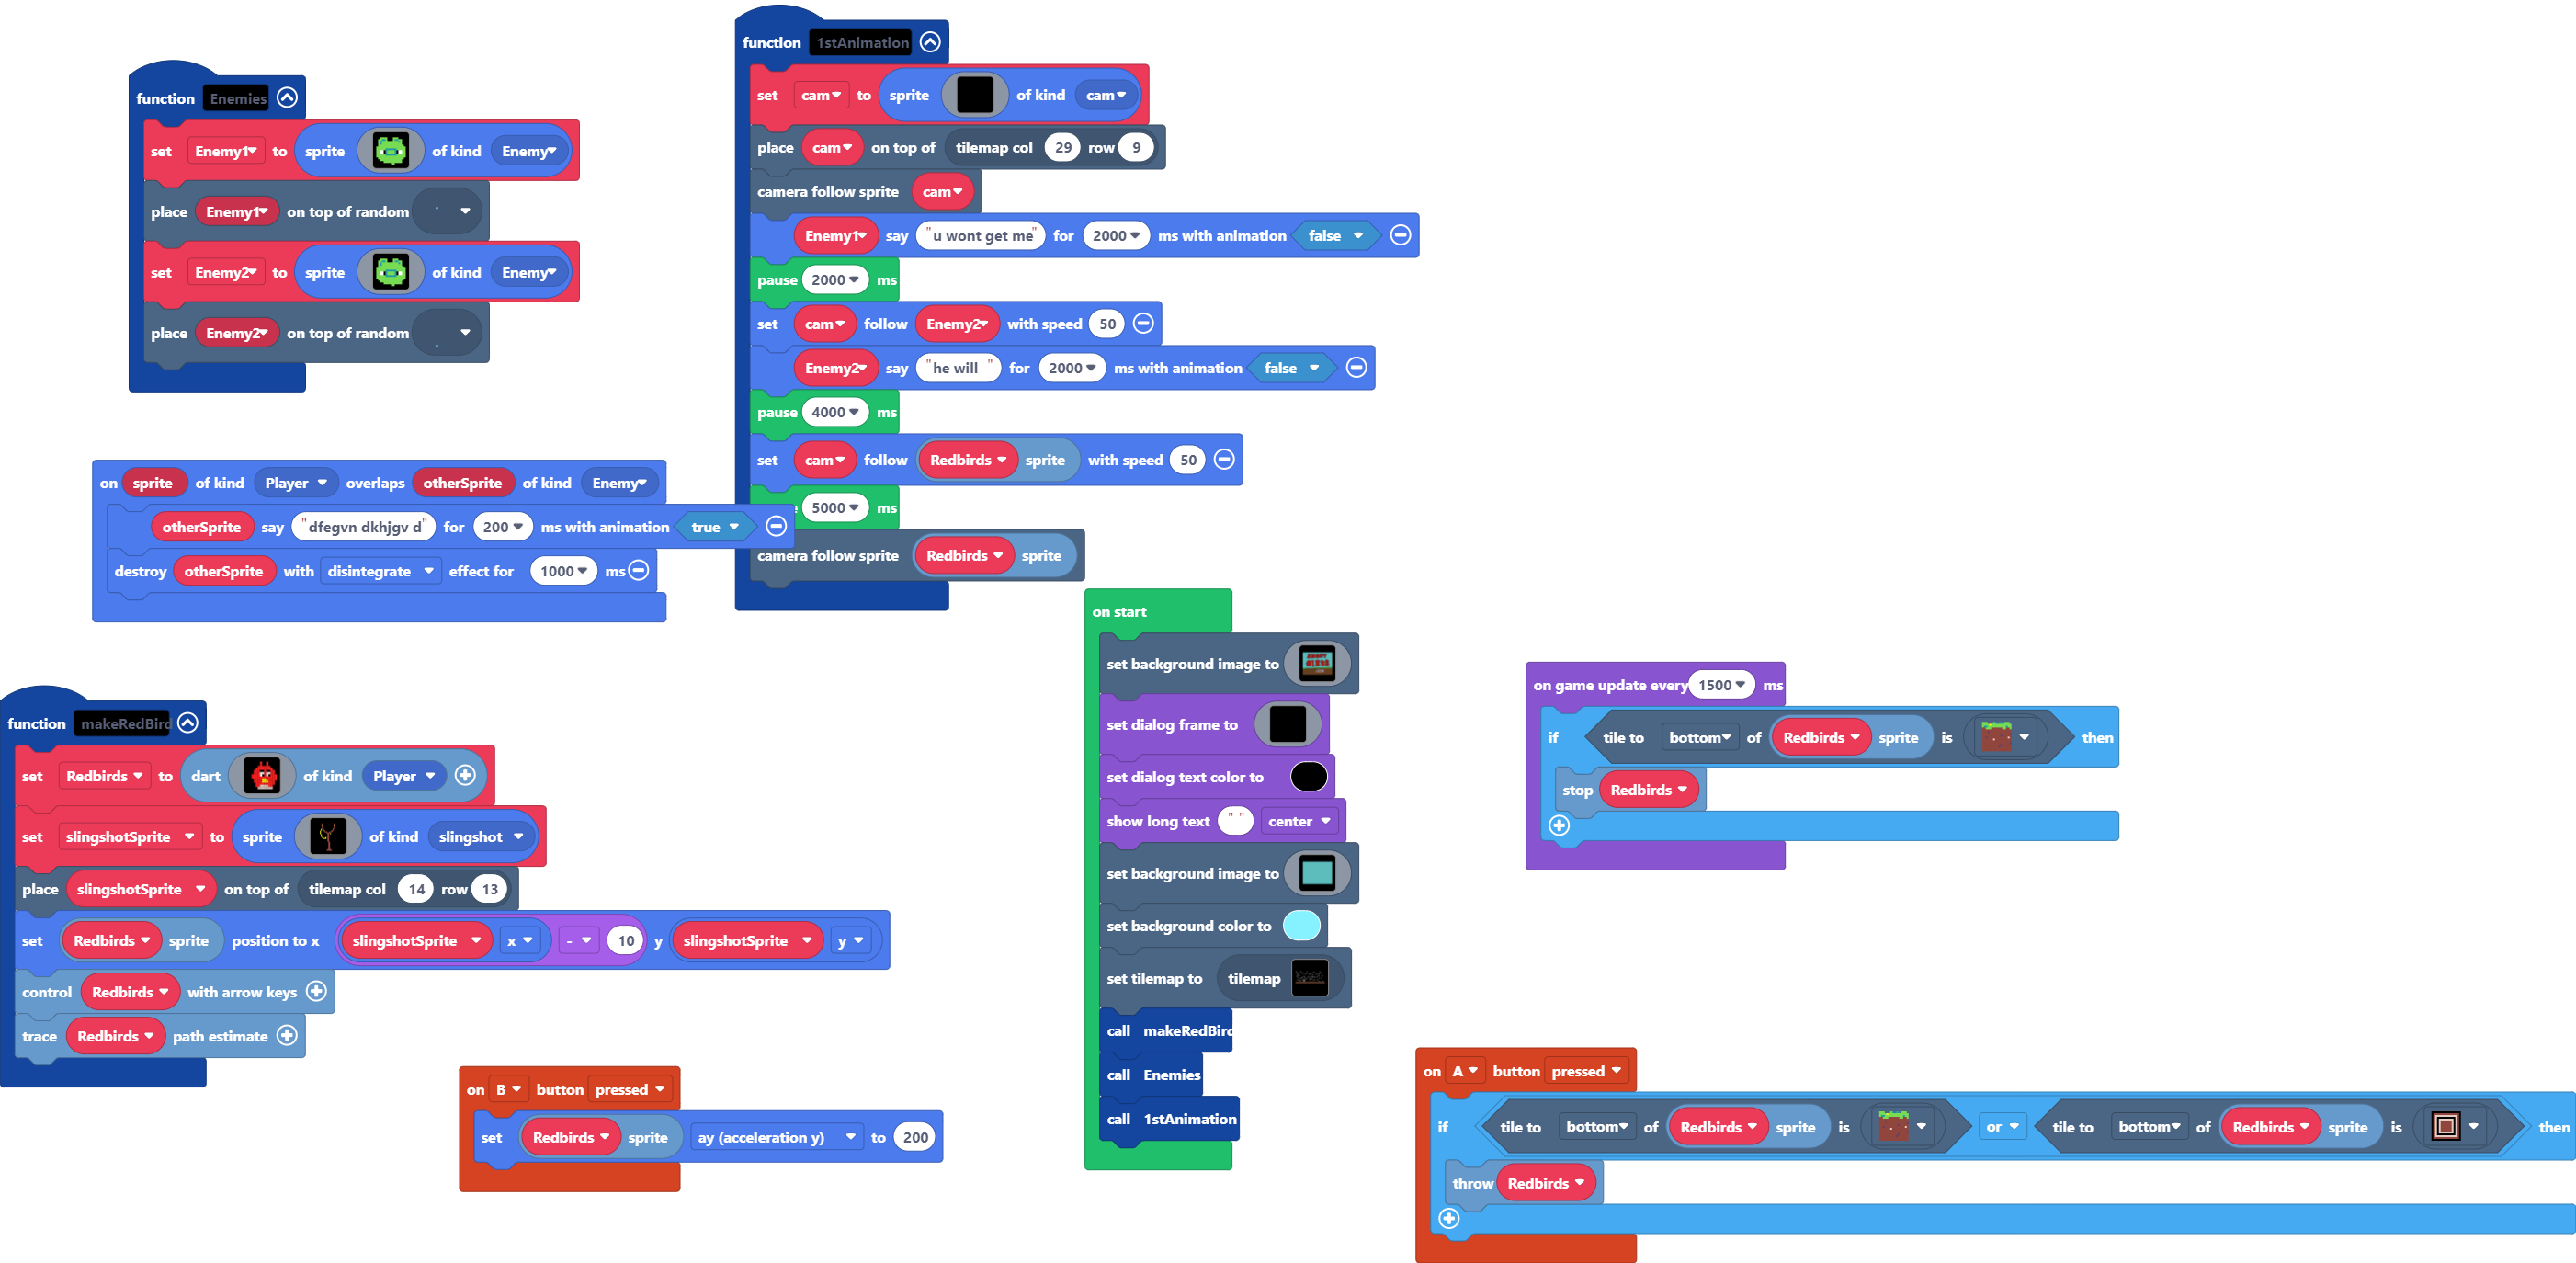 function Enemies
set Enemy1 to sprite of kind Enemy
place Enemy1 on top of random
set Enemy2 to sprite of kind Enemy
place Enemy2 on top of random
function 1stAnimation
set cam to sprite of kind cam
place cam on top of tilemap col 29 row 9
camera follow sprite cam
Enemy1 say "u wont get me" for 2000 ms with animation false
pause 2000 ms
set cam follow Enemy2 with speed 50
Enemy2 say "he will " for 2000 ms with animation false
pause 4000 ms
set cam follow Redbirds sprite with speed 50
e 5000 ms
camera follow sprite Redbirds sprite
on sprite of kind Player overlaps otherSprite of kind Enemy
otherSprite say "dfegvn dkhjgv d" for 200 ms with animation true
destroy otherSprite with disintegrate effect for 1000 ms
function makeRedBird
set Redbirds to dart of kind Player
set slingshotSprite to sprite of kind slingshot
place slingshotSprite on top of tilemap col 14 row 13
set Redbirds sprite position to x slingshotSprite x - 10 y slingshotSprite y
control Redbirds with arrow keys
trace Redbirds path estimate
on B button pressed
set Redbirds sprite ay (acceleration y) to 200
on start
set background image to
set dialog frame to
set dialog text color to
show long text " " center
set background image to
set background color to
set tilemap to tilemap
call makeRedBird
call Enemies
call 1stAnimation
on game update every 1500 ms
if tile to bottom of Redbirds sprite is then
stop Redbirds
on A button pressed
if tile to bottom of Redbirds sprite is or tile to bottom of Redbirds sprite is then
throw Redbirds